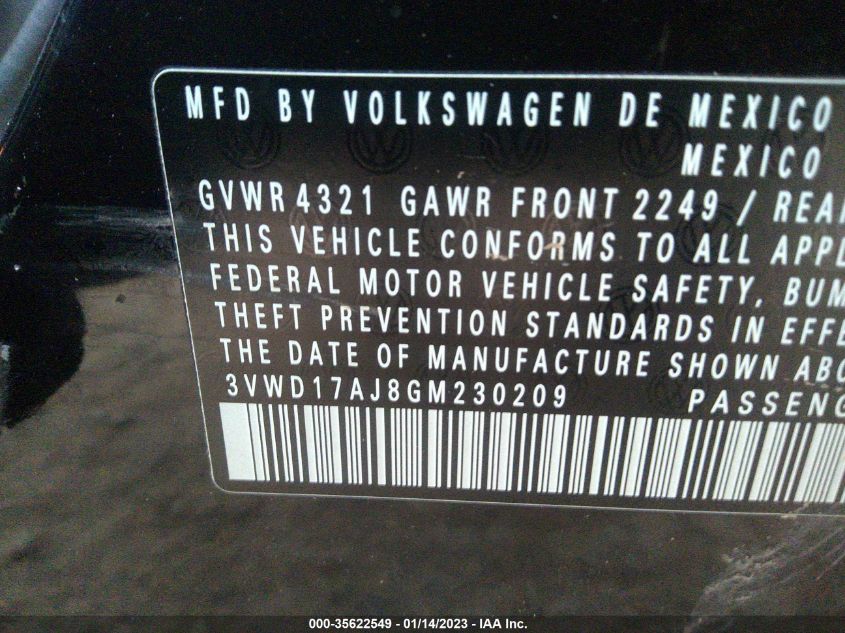 MFD BY VOLKSWAGEN DE MEXICO
MEXICO
GVWR 4321 GAWR FRONT 2249 / REAR
THIS VEHICLE CONFORMS TO ALL APPL
FEDERAL MOTOR VEHICLE SAFETY, BUM
THEFT PREVENTION STANDARDS IN EFFE
THE DATE OF MANUFACTURE SHOWN ABO
3VWD17AJ8GM230209 PASSENG
000-35622549 - 01/14/2023 - IAA Inc.